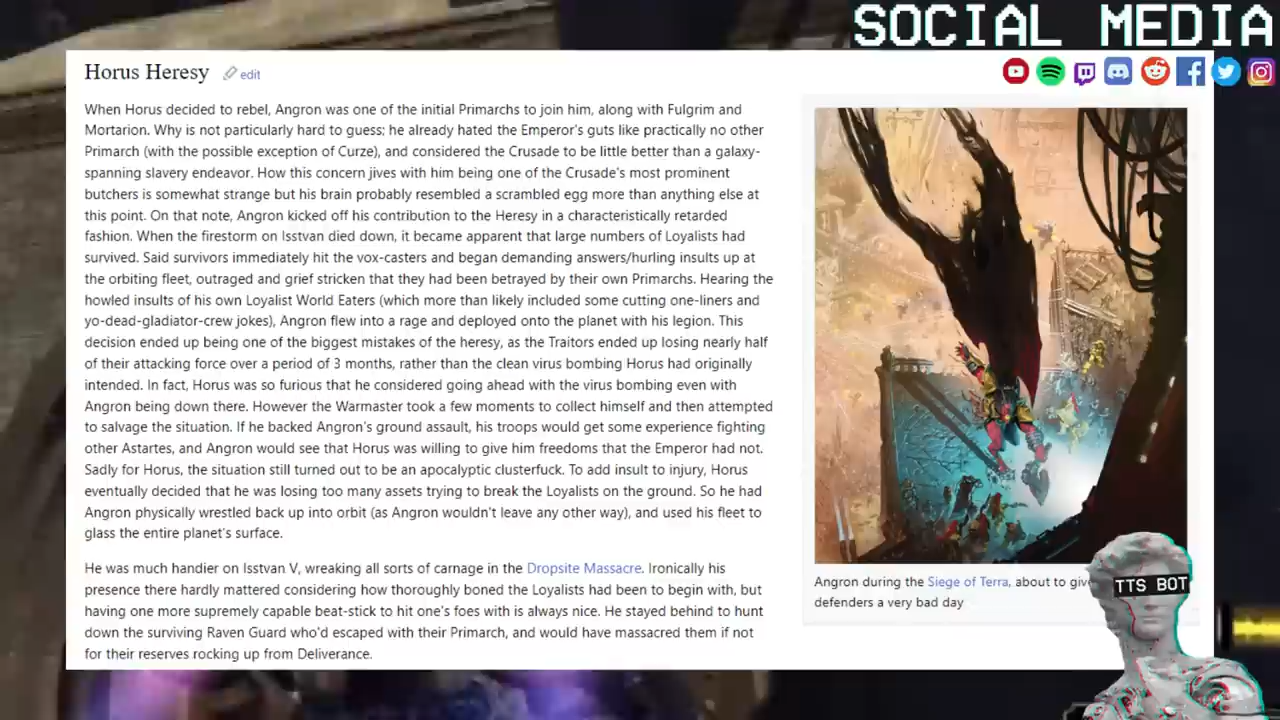 SOCIAL MEDIA
Horus Heresy edit
When Horus decided to rebel, Angron was one of the initial Primarchs to join him, along with Fulgrim and
Mortarion. Why is not particularly hard to guess; he already hated the Emperor's guts like practically no other
Primarch (with the possible exception of Curze), and considered the Crusade to be little better than a galaxy-
spanning slavery endeavor. How this concern jives with him being one of the Crusade's most prominent
butchers is somewhat strange but his brain probably resembled a scrambled egg more than anything else at
this point. On that note, Angron kicked off his contribution to the Heresy in a characteristically retarded
fashion. When the firestorm on Isstvan died down, it became apparent that large numbers of Loyalists had
survived. Said survivors immediately hit the vox-casters and began demanding answers/hurling insults up at
the orbiting fleet, outraged and grief stricken that they had been betrayed by their own Primarchs. Hearing the
howled insults of his own Loyalist World Eaters (which more than likely included some cutting one-liners and
yo-dead-gladiator-crew jokes), Angron flew into a rage and deployed onto the planet with his legion. This
decision ended up being one of the biggest mistakes of the heresy, as the Traitors ended up losing nearly half
of their attacking force over a period of 3 months, rather than the clean virus bombing Horus had originally
intended. In fact, Horus was so furious that he considered going ahead with the virus bombing even with
Angron being down there. However the Warmaster took a few moments to collect himself and then attempted
to salvage the situation. If he backed Angron's ground assault, his troops would get some experience fighting
other Astartes, and Angron would see that Horus was willing to give him freedoms that the Emperor had not.
Sadly for Horus, the situation still turned out to be an apocalyptic clusterfuck. To add insult to injury, Horus
eventually decided that he was losing too many assets trying to break the Loyalists on the ground. So he had
Angron physically wrestled back up into orbit (as Angron wouldn't leave any other way), and used his fleet to
glass the entire planet's surface.
He was much handier on Isstvan V, wreaking all sorts of carnage in the Dropsite Massacre. Ironically his
presence there hardly mattered considering how thoroughly boned the Loyalists had been to begin with, but
having one more supremely capable beat-stick to hit one's foes with is always nice. He stayed behind to hunt
down the surviving Raven Guard who'd escaped with their Primarch, and would have massacred them if not
for their reserves rocking up from Deliverance.
Angron during the Siege of Terra, about to give
defenders a very bad day
TTS BOT